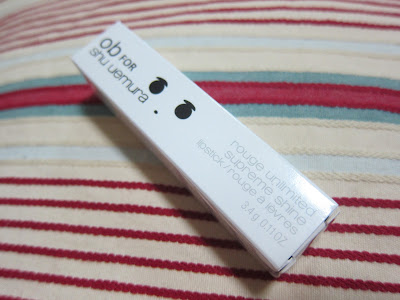 ob FOR
shu uemura
rouge unlimited
supreme shine
lipstick/rouge à lèvres
3.4g 0.11 OZ.